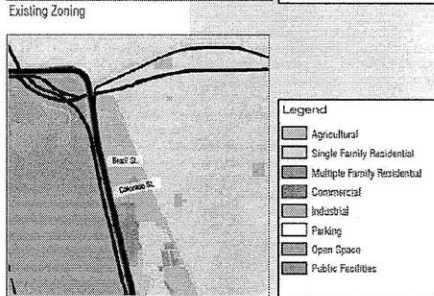 Existing Zoning
Brazil St.
Colorado St.
Legend
Agricultural
Single Family Residential
Multiple Family Residential
Commercial
Industrial
Parking
Open Space
Public Facilities